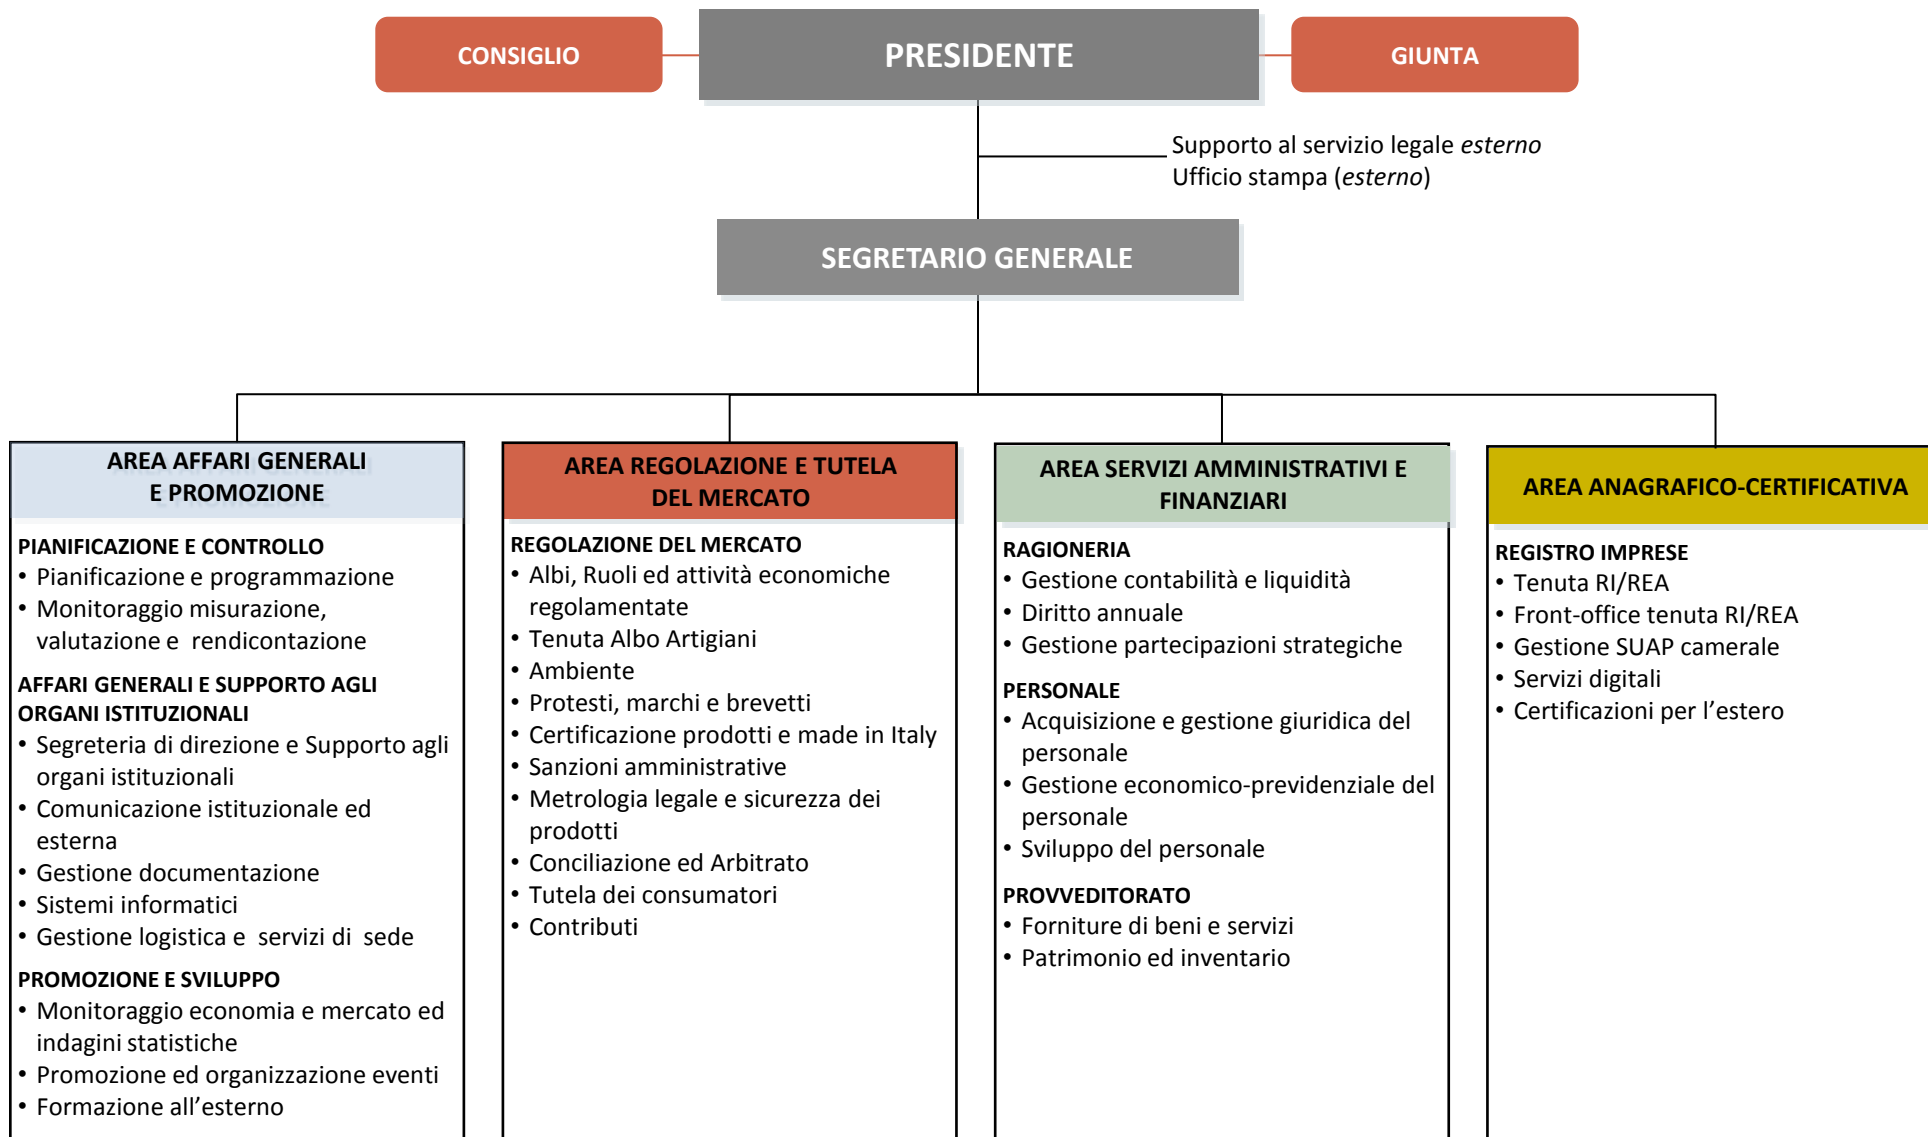 CONSIGLIO
PRESIDENTE
GIUNTA
Supporto al servizio legale esterno
Ufficio stampa (esterno)
SEGRETARIO GENERALE
AREA AFFARI GENERALI
E PROMOZIONE
PIANIFICAZIONE E CONTROLLO
• Pianificazione e programmazione
• Monitoraggio misurazione,
valutazione e rendicontazione
AFFARI GENERALI E SUPPORTO AGLI
ORGANI ISTITUZIONALI
• Segreteria di direzione e Supporto agli
organi istituzionali
• Comunicazione istituzionale ed
esterna
• Gestione documentazione
• Sistemi informatici
• Gestione logistica e servizi di sede
PROMOZIONE E SVILUPPO
• Monitoraggio economia e mercato ed
indagini statistiche
• Promozione ed organizzazione eventi
• Formazione all’esterno
AREA REGOLAZIONE E TUTELA
DEL MERCATO
REGOLAZIONE DEL MERCATO
• Albi, Ruoli ed attività economiche
regolamentate
• Tenuta Albo Artigiani
• Ambiente
• Protesti, marchi e brevetti
• Certificazione prodotti e made in Italy
• Sanzioni amministrative
• Metrologia legale e sicurezza dei
prodotti
• Conciliazione ed Arbitrato
• Tutela dei consumatori
• Contributi
AREA SERVIZI AMMINISTRATIVI E
FINANZIARI
RAGIONERIA
• Gestione contabilità e liquidità
• Diritto annuale
• Gestione partecipazioni strategiche
PERSONALE
• Acquisizione e gestione giuridica del
personale
• Gestione economico-previdenziale del
personale
• Sviluppo del personale
PROVVEDITORATO
• Forniture di beni e servizi
• Patrimonio ed inventario
AREA ANAGRAFICO-CERTIFICATIVA
REGISTRO IMPRESE
• Tenuta RI/REA
• Front-office tenuta RI/REA
• Gestione SUAP camerale
• Servizi digitali
• Certificazioni per l’estero